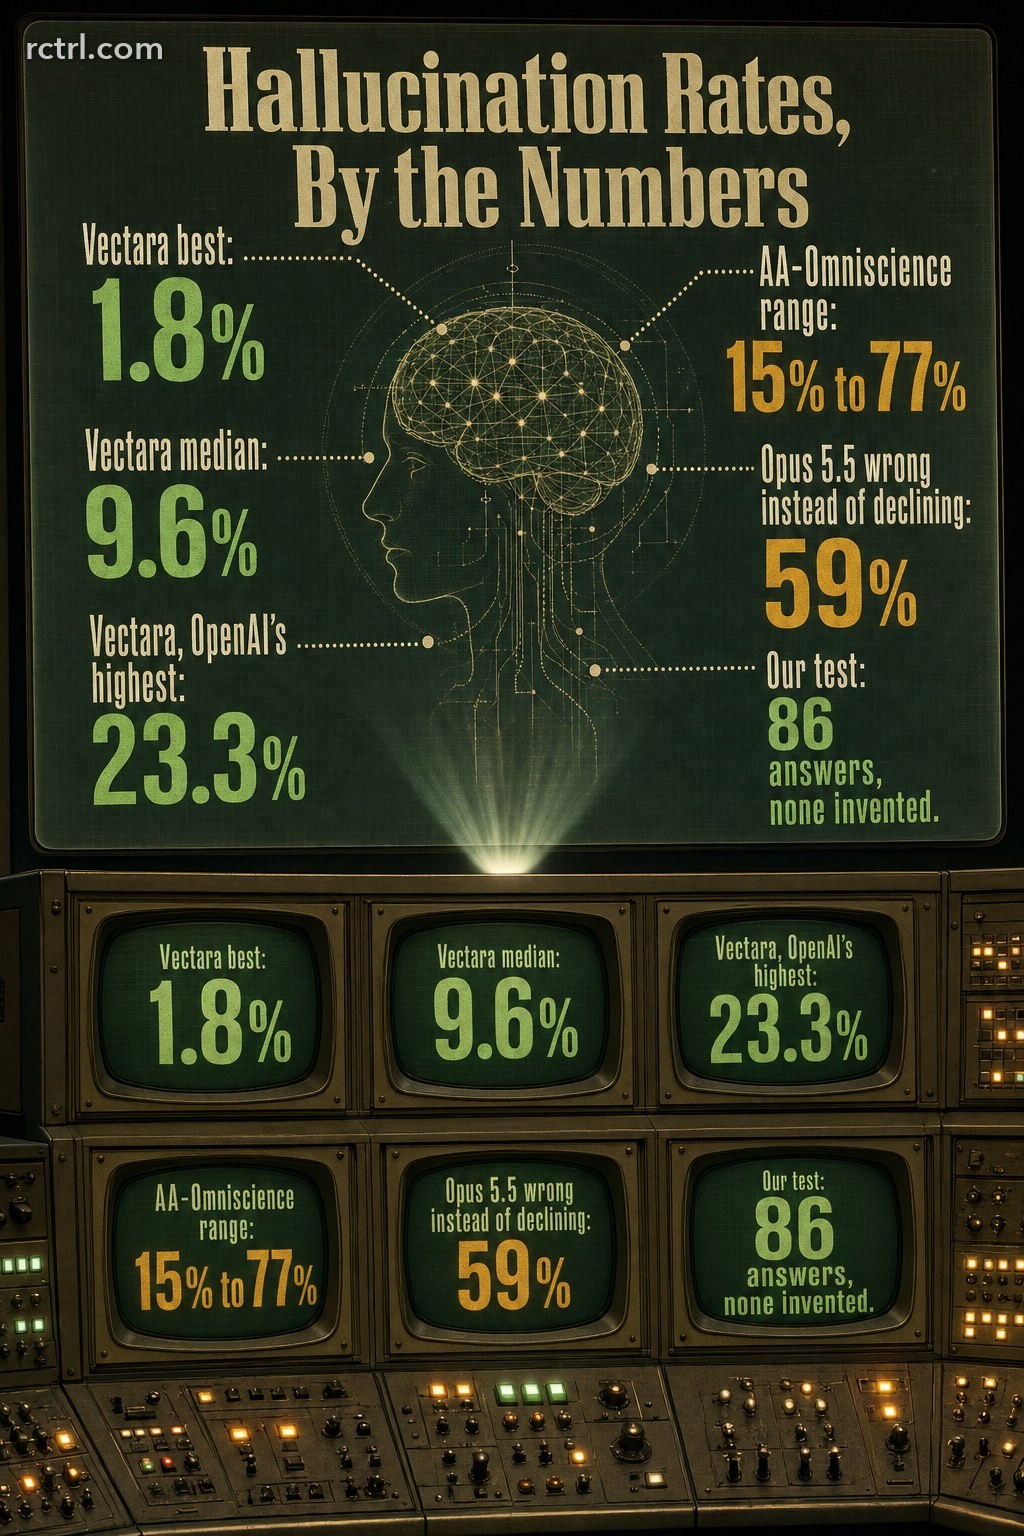 rctrl.com
Hallucination Rates,
By the Numbers
Vectara best:
1.8%
Vectara median:
9.6%
Vectara, OpenAI's
highest:
23.3%
AA-Omniscience
range:
15% to 77%
Opus 5.5 wrong
instead of declining:
59%
Our test:
86
answers,
none invented.
Vectara best:
1.8%
Vectara median:
9.6%
Vectara, OpenAI's
highest:
23.3%
AA-Omniscience
range:
15% to 77%
Opus 5.5 wrong
instead of declining:
59%
Our test:
86
answers,
none invented.